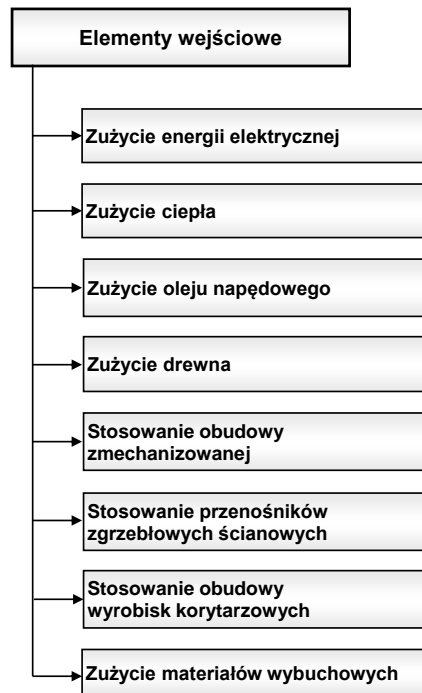 Elementy wejściowe
Zużycie energii elektrycznej
Zużycie ciepła
Zużycie oleju napędowego
Zużycie drewna
Stosowanie obudowy
zmechanizowanej
Stosowanie przenośników
zgrzebłowych ścianowych
Stosowanie obudowy
wyrobisk korytarzowych
Zużycie materiałów wybuchowych